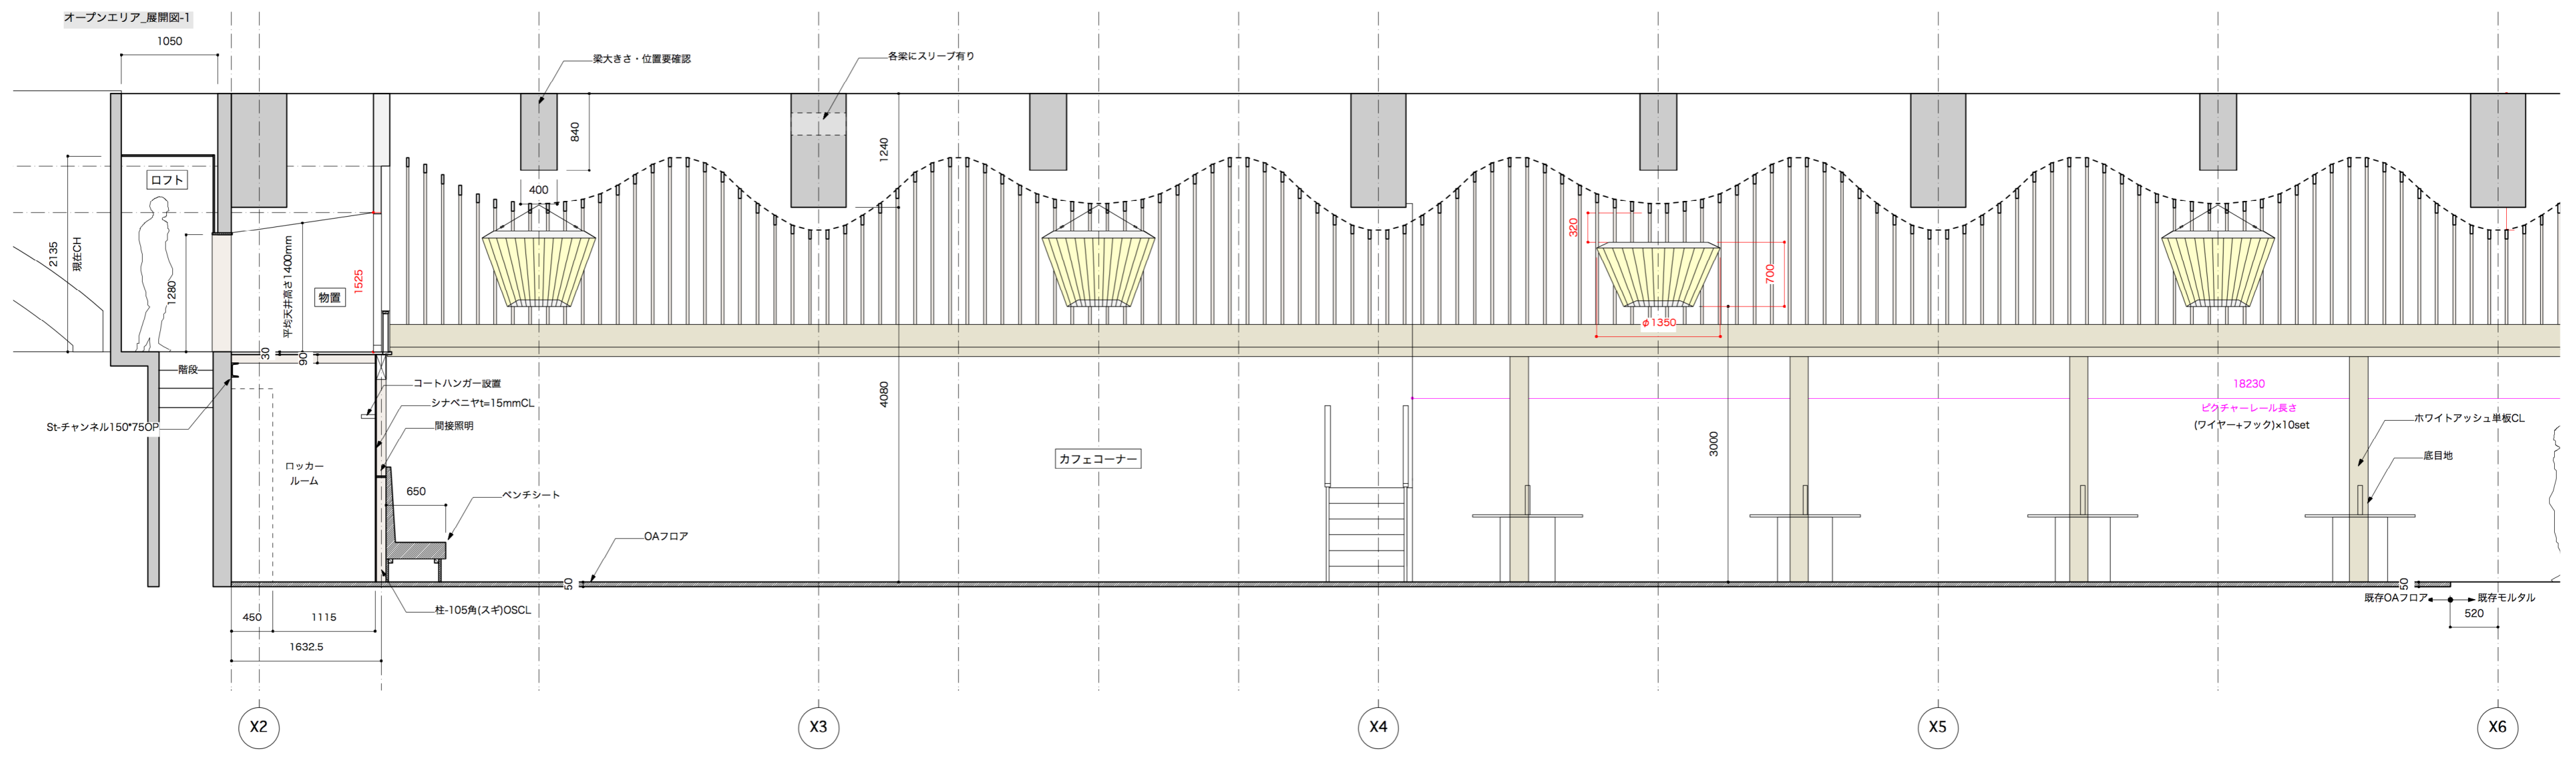 オープンエリア_展開図-1
1050
梁大きさ・位置要確認
各梁にスリーブ有り
840
1240
400
ロフト
2135
現在CH
1280
平均天井高さ1400mm
物置
1525
320
700
φ1350
30
90
階段
コートハンガー設置
シナベニヤt=15mmCL
間接照明
St-チャンネル150*75OP
ロッカー
ルーム
650
ベンチシート
4080
カフェコーナー
3000
18230
ピクチャーレール長さ
(ワイヤー+フック)×10set
ホワイトアッシュ単板CL
底目地
OAフロア
50
50
既存OAフロア
既存モルタル
520
450
1115
柱-105角(スギ)OSCL
1632.5
X2
X3
X4
X5
X6